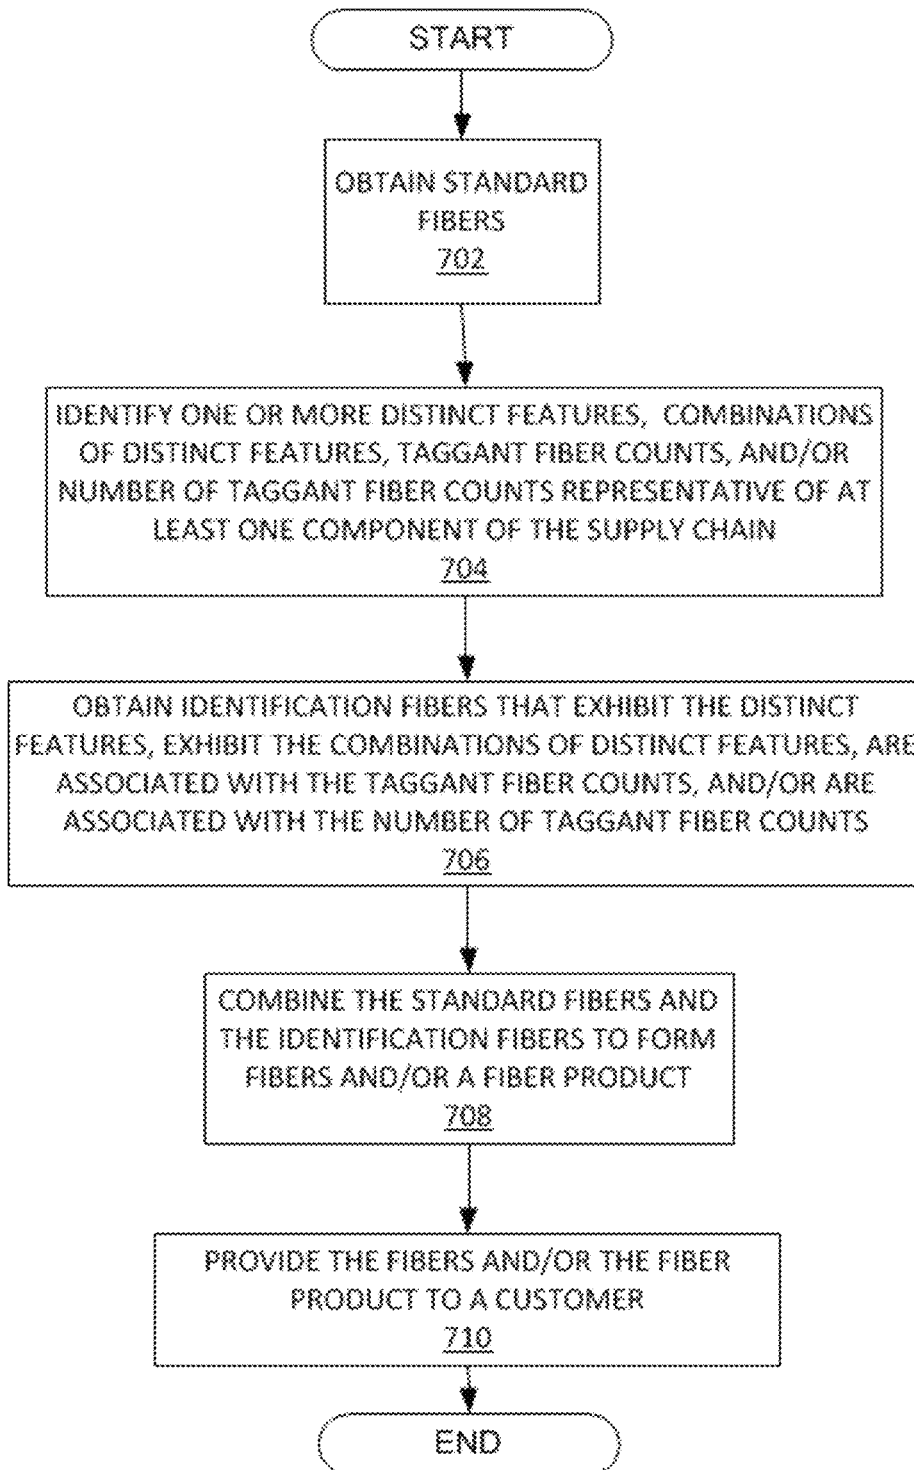 START
OBTAIN STANDARD
FIBERS
702
IDENTIFY ONE OR MORE DISTINCT FEATURES, COMBINATIONS
OF DISTINCT FEATURES, TAGGANT FIBER COUNTS, AND/OR
NUMBER OF TAGGANT FIBER COUNTS REPRESENTATIVE OF AT
LEAST ONE COMPONENT OF THE SUPPLY CHAIN
704
OBTAIN IDENTIFICATION FIBERS THAT EXHIBIT THE DISTINCT
FEATURES, EXHIBIT THE COMBINATIONS OF DISTINCT FEATURES, ARE
ASSOCIATED WITH THE TAGGANT FIBER COUNTS, AND/OR ARE
ASSOCIATED WITH THE NUMBER OF TAGGANT FIBER COUNTS
706
COMBINE THE STANDARD FIBERS AND
THE IDENTIFICATION FIBERS TO FORM
FIBERS AND/OR A FIBER PRODUCT
708
PROVIDE THE FIBERS AND/OR THE FIBER
PRODUCT TO A CUSTOMER
710
END